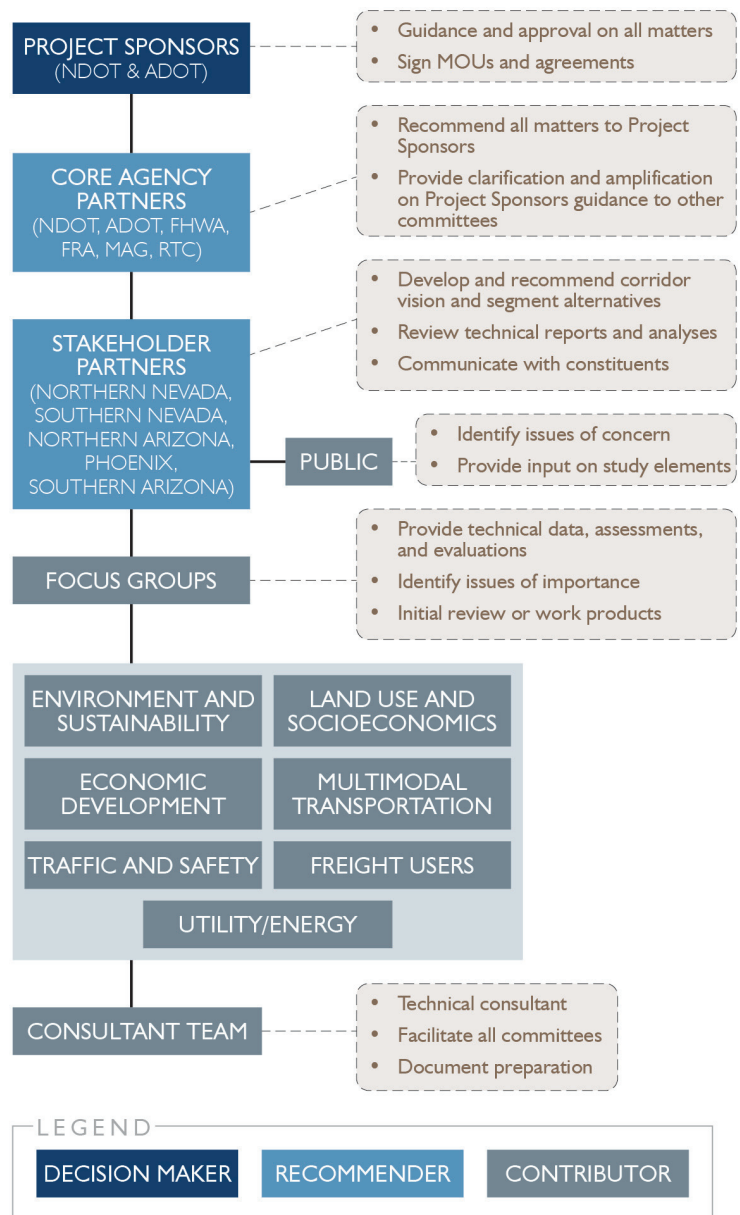 PROJECT SPONSORS
(NDOT & ADOT)
• Guidance and approval on all matters
• Sign MOUs and agreements
CORE AGENCY
PARTNERS
(NDOT, ADOT, FHWA,
FRA, MAG, RTC)
• Recommend all matters to Project
Sponsors
• Provide clarification and amplification
on Project Sponsors guidance to other
committees
STAKEHOLDER
PARTNERS
(NORTHERN NEVADA,
SOUTHERN NEVADA,
NORTHERN ARIZONA,
PHOENIX,
SOUTHERN ARIZONA)
• Develop and recommend corridor
vision and segment alternatives
• Review technical reports and analyses
• Communicate with constituents
PUBLIC
• Identify issues of concern
• Provide input on study elements
FOCUS GROUPS
• Provide technical data, assessments,
and evaluations
• Identify issues of importance
• Initial review or work products
ENVIRONMENT AND
SUSTAINABILITY
LAND USE AND
SOCIOECONOMICS
ECONOMIC
DEVELOPMENT
MULTIMODAL
TRANSPORTATION
TRAFFIC AND SAFETY
FREIGHT USERS
UTILITY/ENERGY
CONSULTANT TEAM
• Technical consultant
• Facilitate all committees
• Document preparation
LEGEND
DECISION MAKER
RECOMMENDER
CONTRIBUTOR